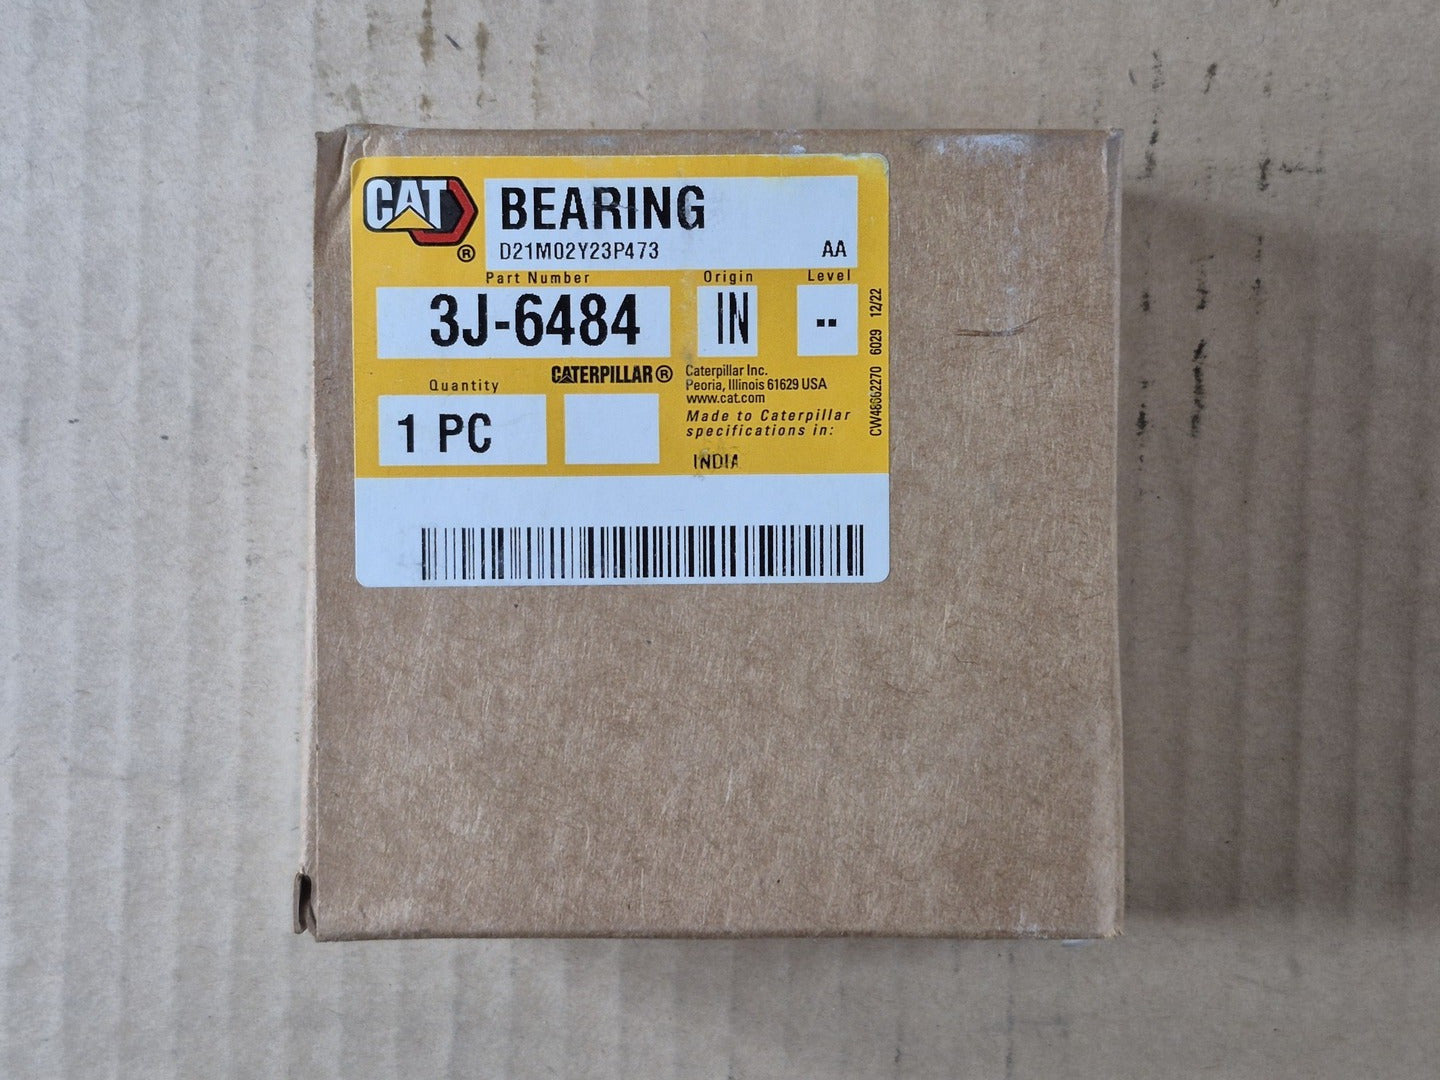 CAT
®
BEARING
D21M02Y23P473 AA
Part Number Origin Level
3J-6484 IN --
Quantity
1 PC
CATERPILLAR®
Caterpillar Inc.
Peoria, Illinois 61629 USA
www.cat.com
Made to Caterpillar
specifications in:
INDIA
CW48662270 6029 12/22